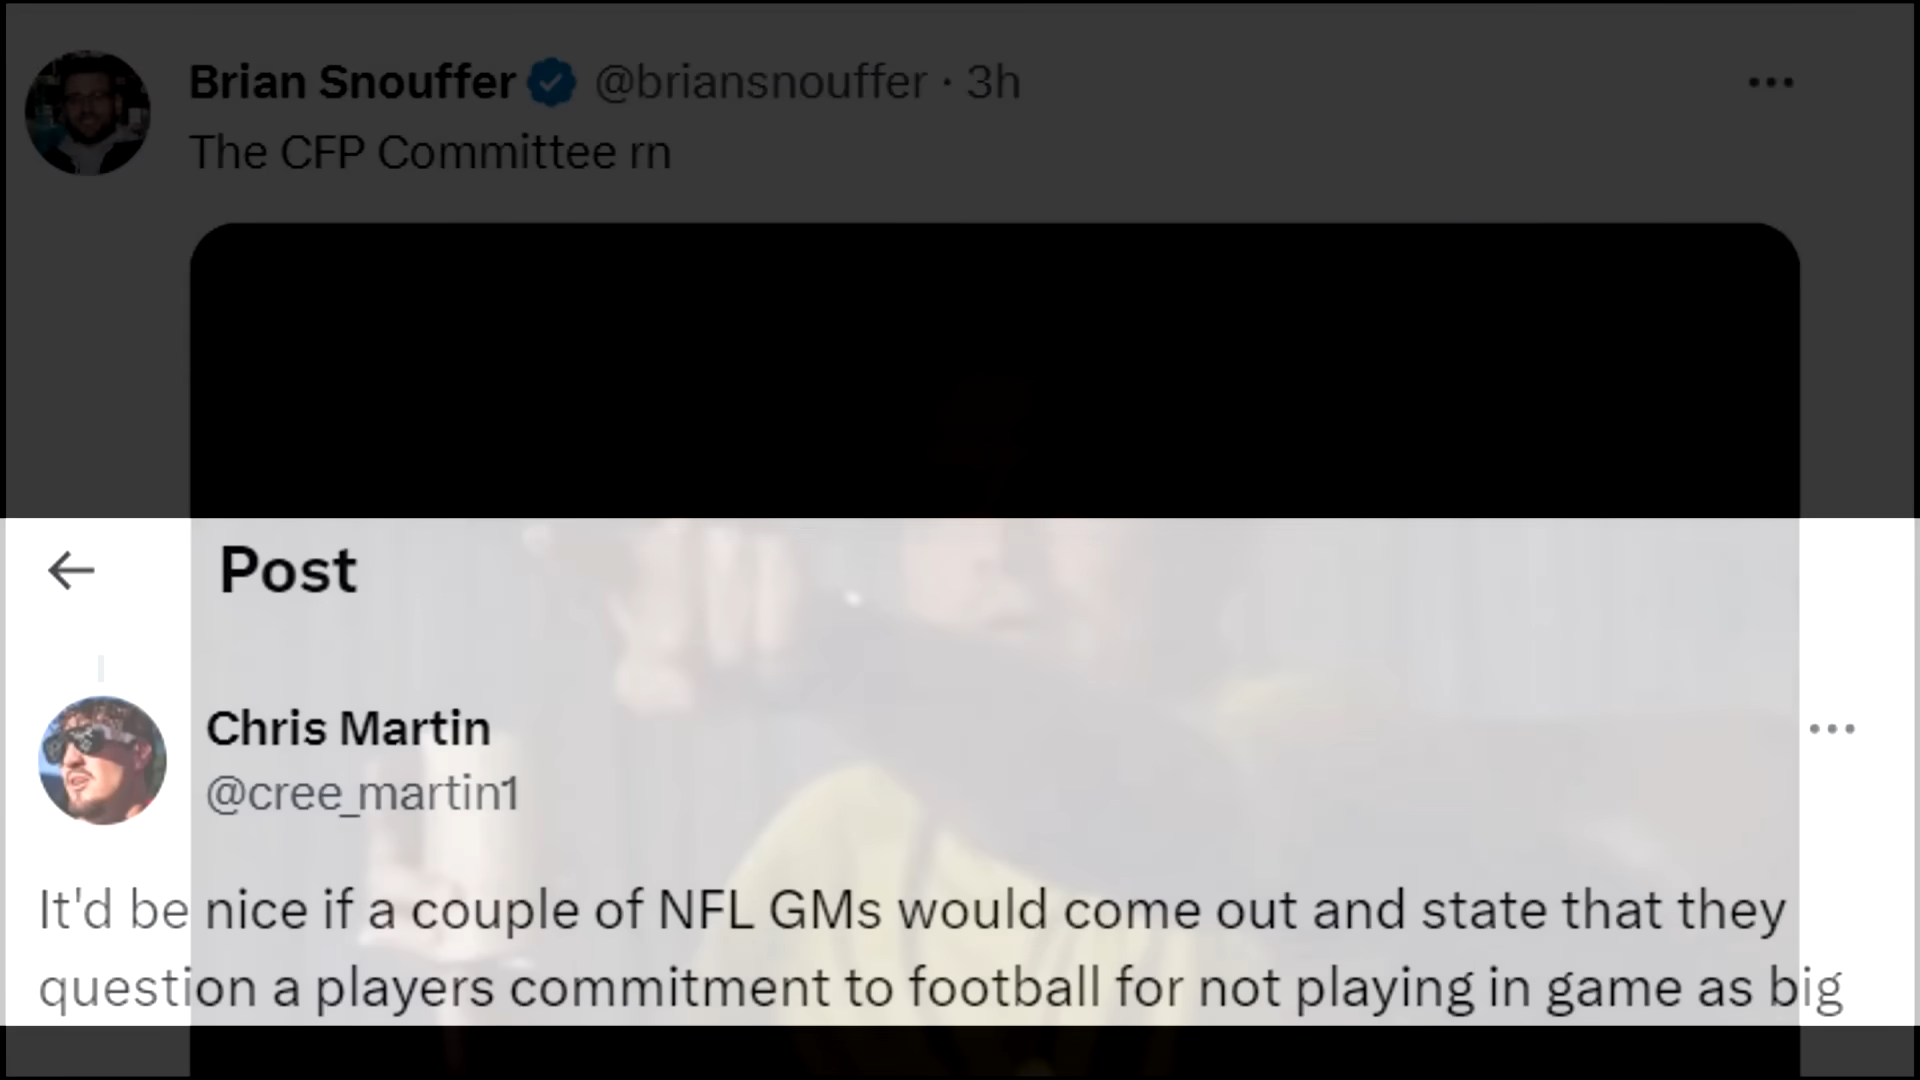 Brian Snouffer @briansnouffer · 3h
The CFP Committee rn
Post
Chris Martin
@cree_martin1
It'd be nice if a couple of NFL GMs would come out and state that they
question a players commitment to football for not playing in game as big